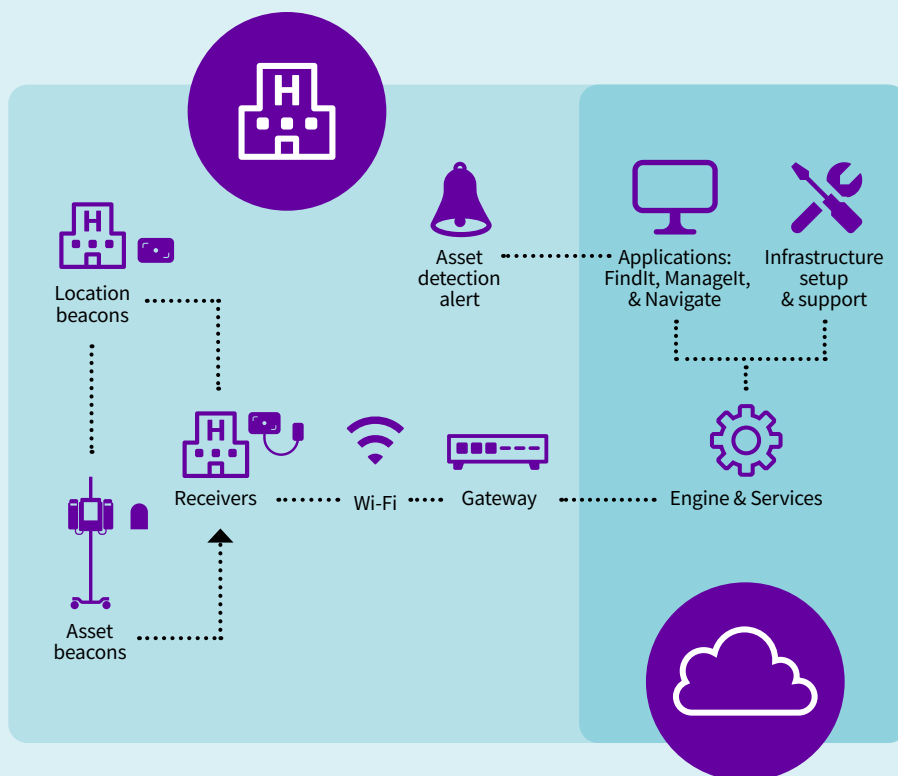 H
H
Location
beacons
Asset
detection
alert
Applications:
FindIt, ManageIt,
& Navigate
Infrastructure
setup
& support
H
Receivers
Wi-Fi
Gateway
Engine & Services
Asset
beacons